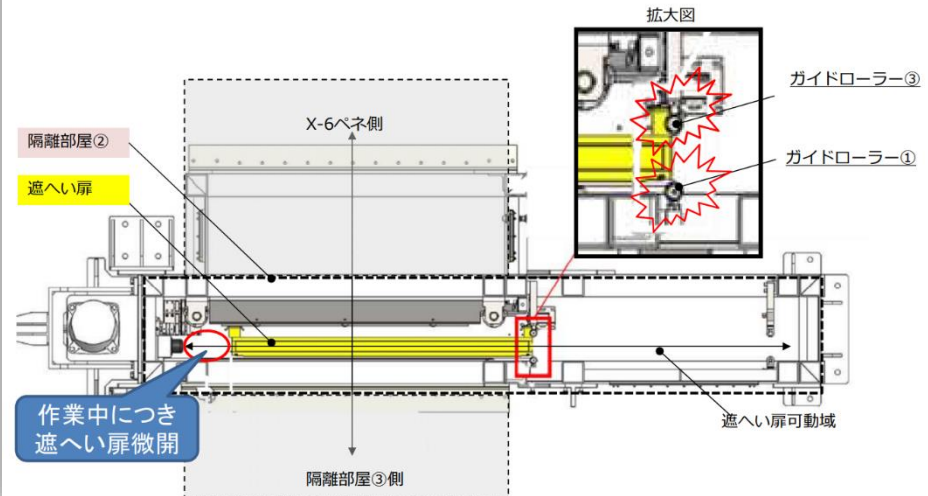 拡大図
ガイドローラー③
X-6ペネ側
隔離部屋②
ガイドローラー①
遮へい扉
作業中につき
遮へい扉微開
遮へい扉可動域
隔離部屋③側